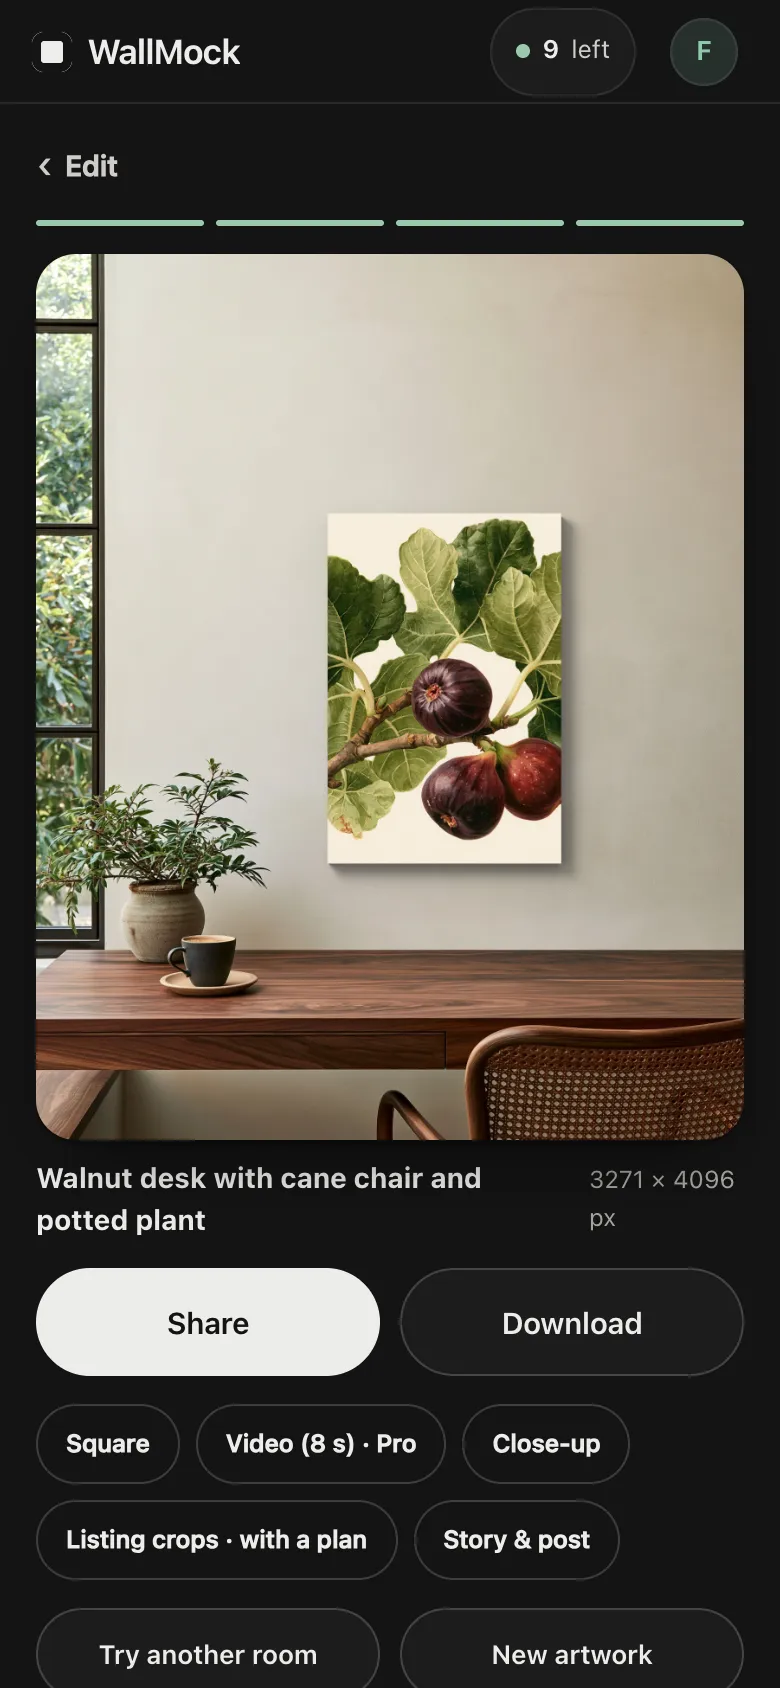 WallMock
9 left
F
‹ Edit
Walnut desk with cane chair and
potted plant
3271 × 4096
px
Share
Download
Square
Video (8 s) · Pro
Close-up
Listing crops · with a plan
Story & post
Try another room
New artwork